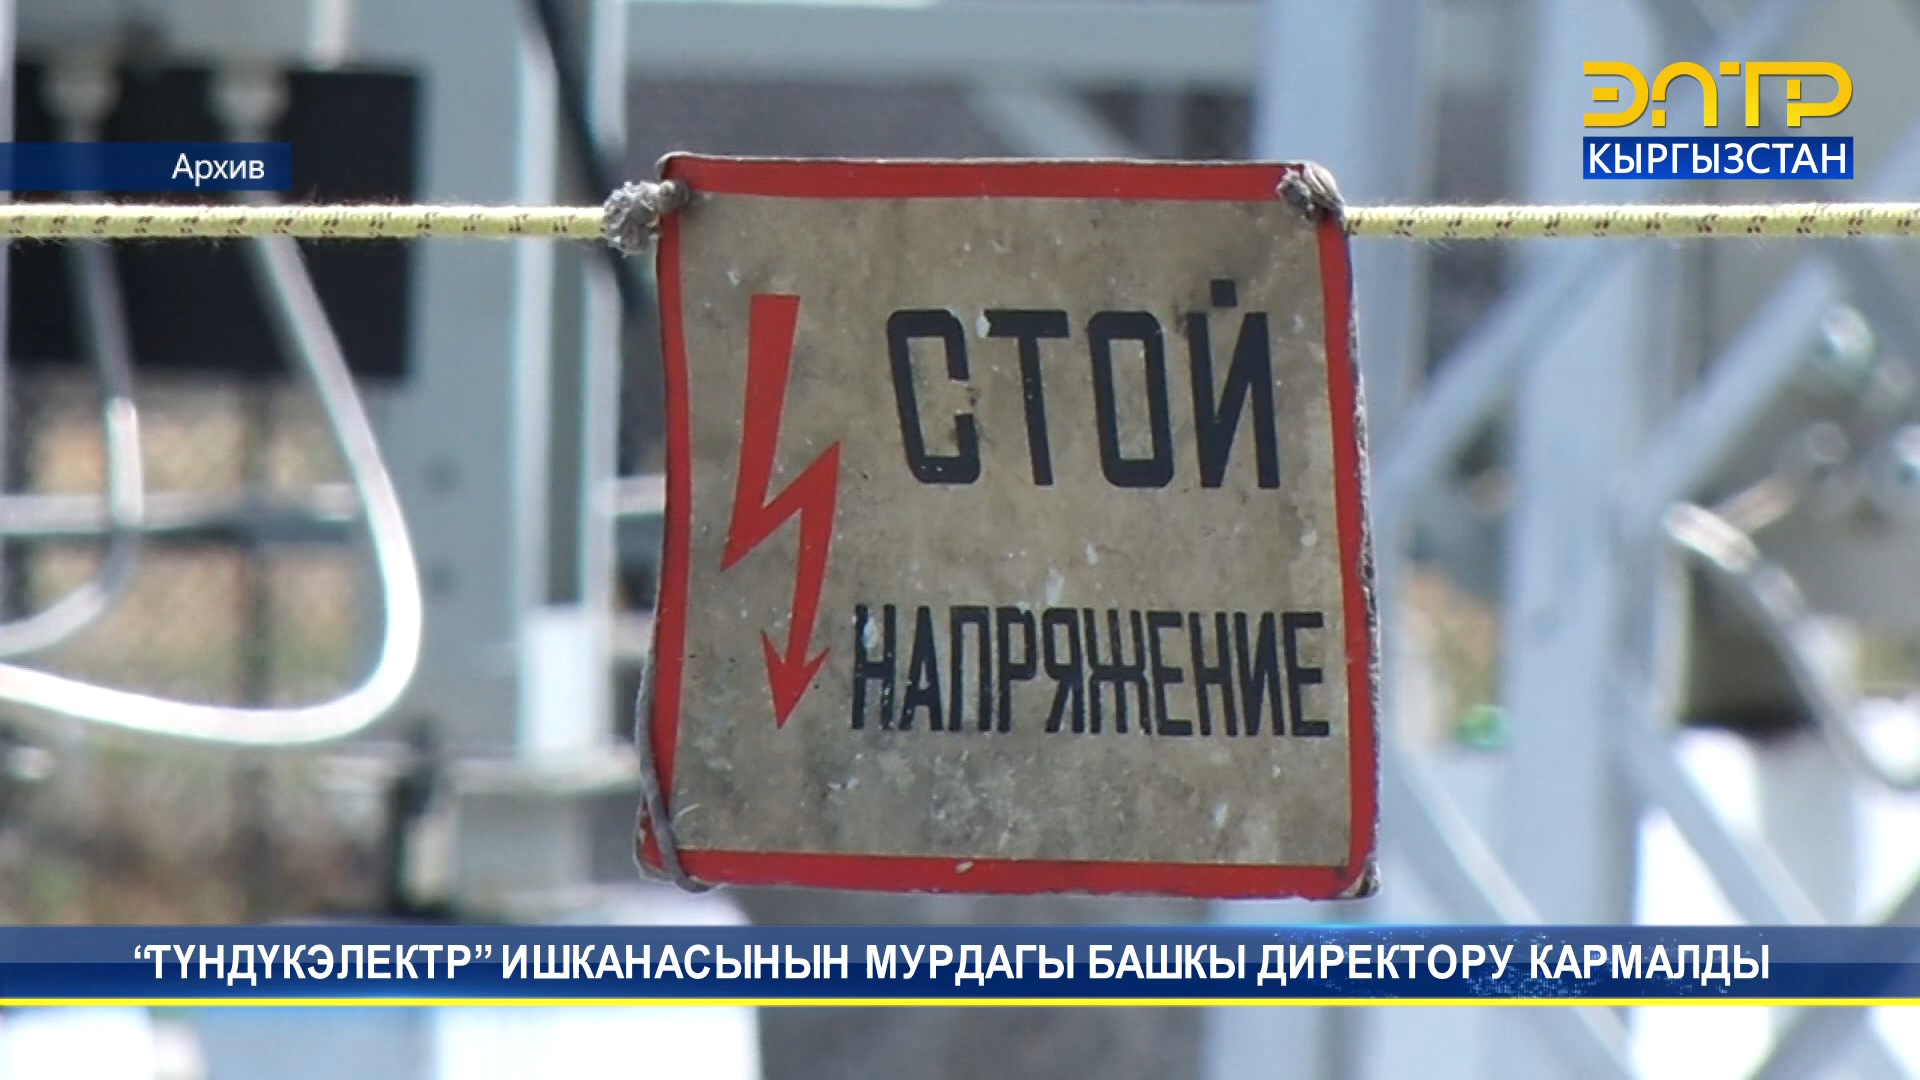 ЭЛТР
КЫРГЫЗСТАН
Архив
СТОЙ
НАПРЯЖЕНИЕ
“ТҮНДҮКЭЛЕКТР” ИШКАНАСЫНЫН МУРДАГЫ БАШКЫ ДИРЕКТОРУ КАРМАЛДЫ